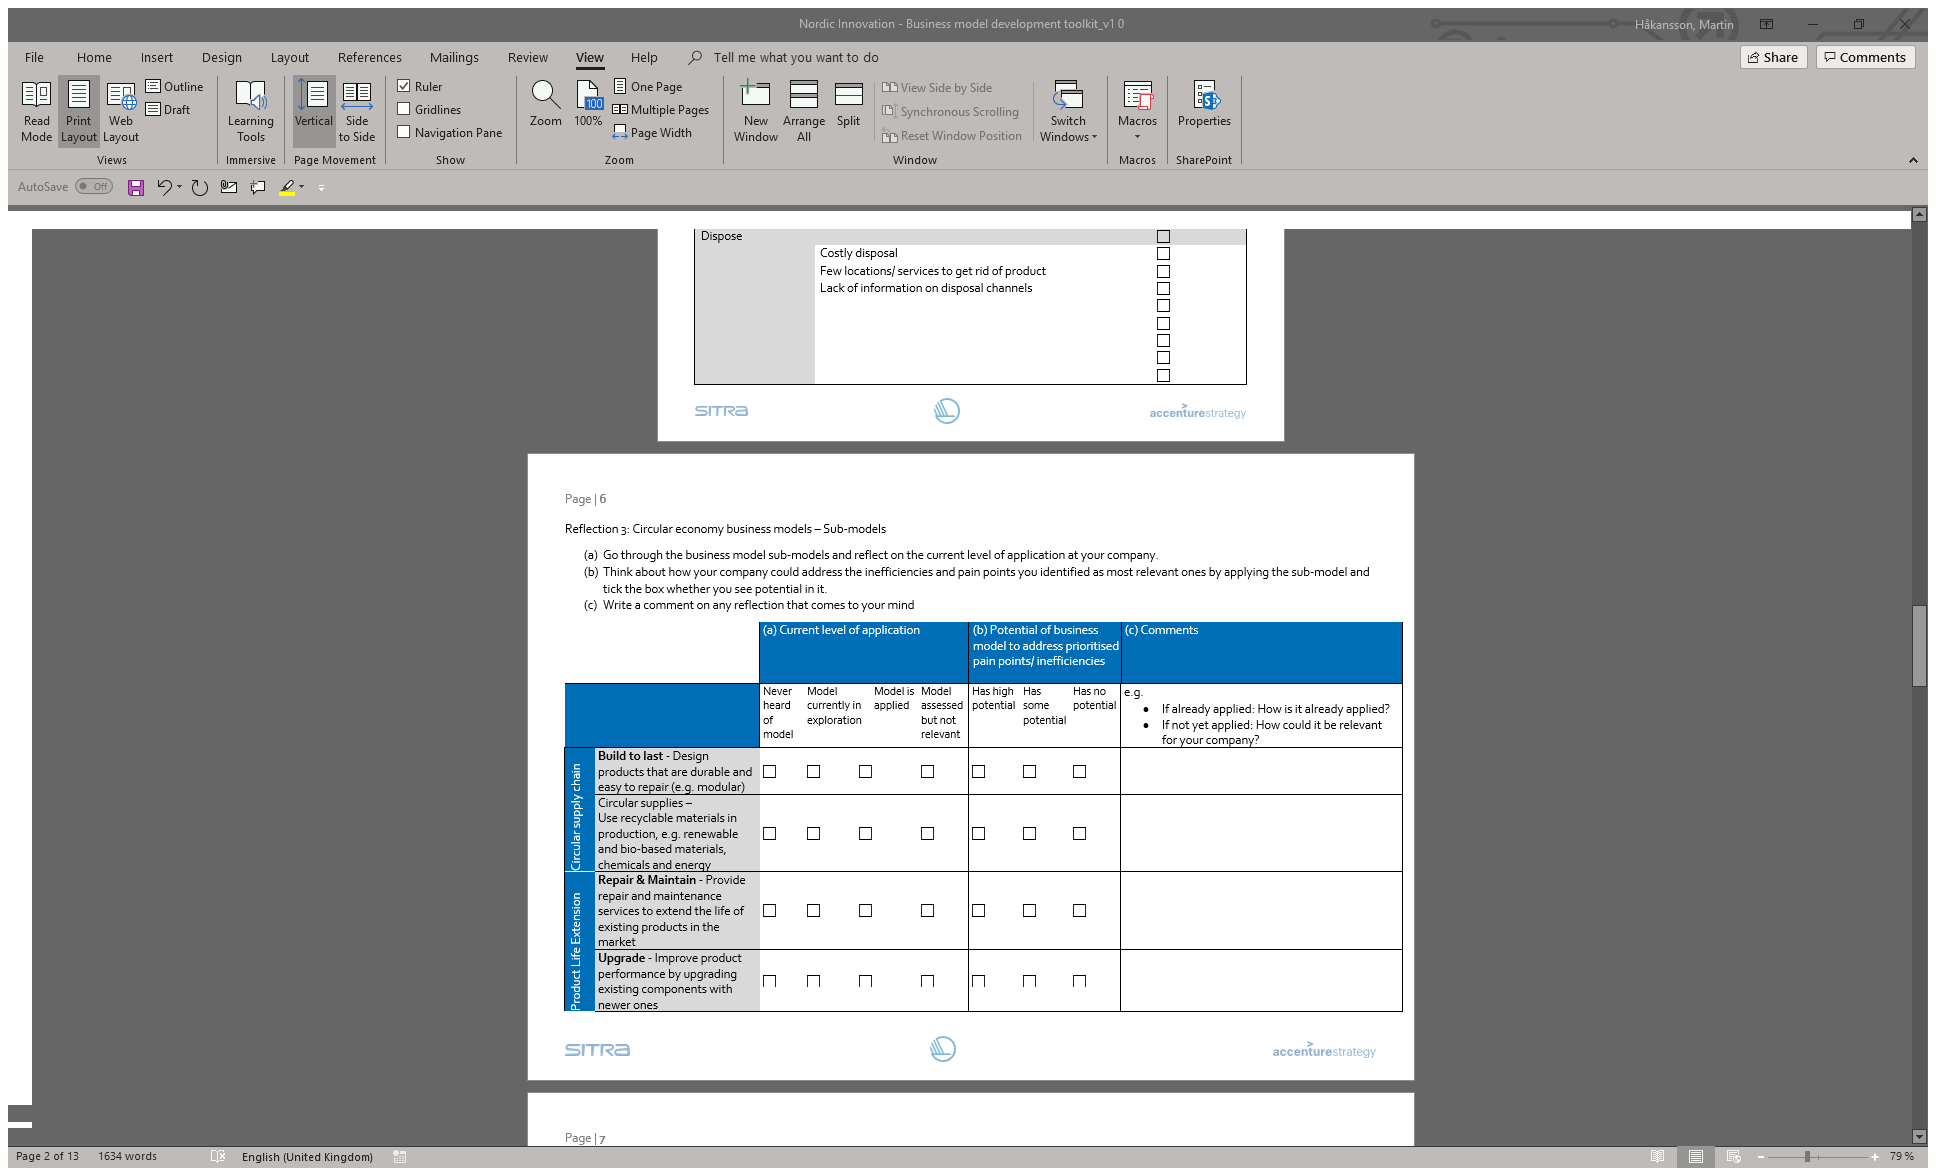 Nordic Innovation - Business model development toolkit_v1 0
Håkansson, Martin
File Home Insert Design Layout References Mailings Review View Help Tell me what you want to do
Share Comments
Read Mode
Print Layout
Web Layout
Outline
Draft
Views
Learning Tools
Immersive
Vertical
Side to Side
Page Movement
Ruler
Gridlines
Navigation Pane
Show
Zoom
100
100%
One Page
Multiple Pages
Page Width
Zoom
New Window
Arrange All
Split
View Side by Side
Synchronous Scrolling
Reset Window Position
Window
Switch Windows
Macros
Macros
S
Properties
SharePoint
AutoSave Off
Dispose
Costly disposal
Few locations/ services to get rid of product
Lack of information on disposal channels
SITRA
accenturestrategy
Page | 6
Reflection 3: Circular economy business models – Sub-models
(a) Go through the business model sub-models and reflect on the current level of application at your company.
(b) Think about how your company could address the inefficiencies and pain points you identified as most relevant ones by applying the sub-model and
tick the box whether you see potential in it.
(c) Write a comment on any reflection that comes to your mind
(a) Current level of application
(b) Potential of business
model to address prioritised
pain points/ inefficiencies
(c) Comments
Never
heard
of
model
Model
currently in
exploration
Model is
applied
Model
assessed
but not
relevant
Has high
potential
Has
some
potential
Has no
potential
e.g.
• If already applied: How is it already applied?
• If not yet applied: How could it be relevant
for your company?
Circular supply chain
Build to last - Design
products that are durable and
easy to repair (e.g. modular)
Circular supplies –
Use recyclable materials in
production, e.g. renewable
and bio-based materials,
chemicals and energy
Product Life Extension
Repair & Maintain - Provide
repair and maintenance
services to extend the life of
existing products in the
market
Upgrade - Improve product
performance by upgrading
existing components with
newer ones
SITRA
accenturestrategy
Page | 7
Page 2 of 13 1634 words English (United Kingdom) 79 %